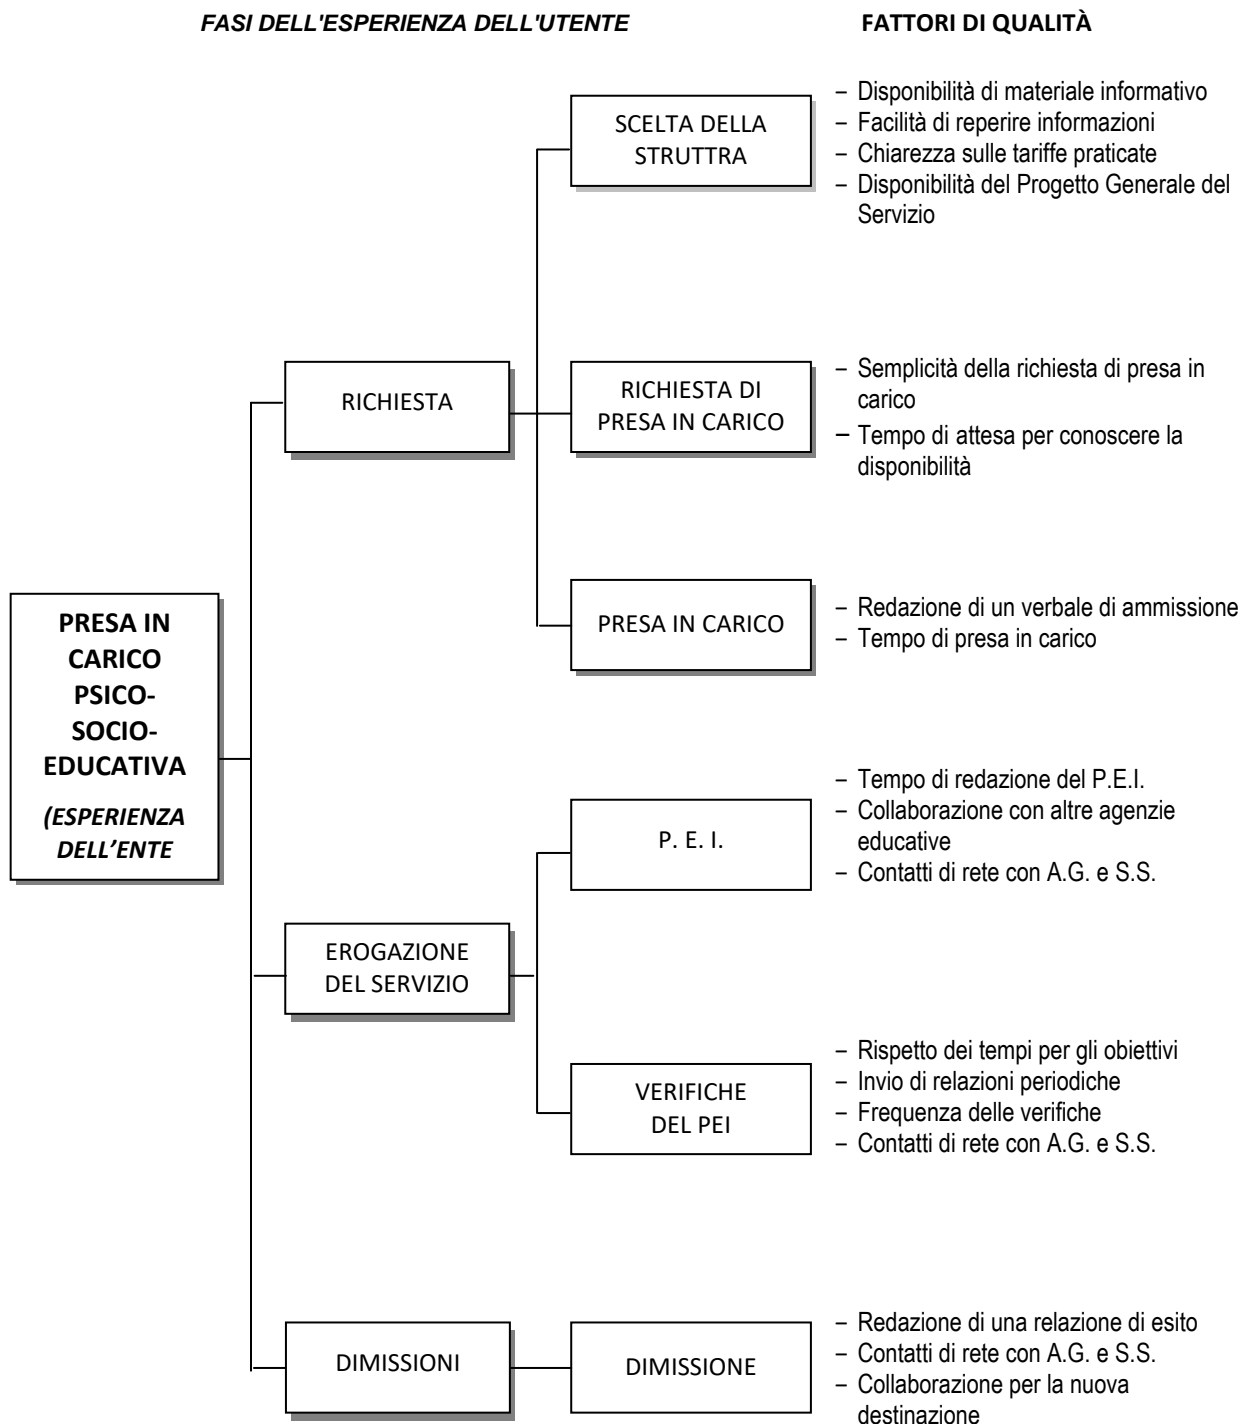 FASI DELL'ESPERIENZA DELL'UTENTE
FATTORI DI QUALITÀ
SCELTA DELLA
STRUTTRA
– Disponibilità di materiale informativo
– Facilità di reperire informazioni
– Chiarezza sulle tariffe praticate
– Disponibilità del Progetto Generale del
Servizio
RICHIESTA
RICHIESTA DI
PRESA IN CARICO
– Semplicità della richiesta di presa in
carico
– Tempo di attesa per conoscere la
disponibilità
PRESA IN CARICO
– Redazione di un verbale di ammissione
– Tempo di presa in carico
PRESA IN
CARICO
PSICO-
SOCIO-
EDUCATIVA
(ESPERIENZA
DELL’ENTE
P. E. I.
– Tempo di redazione del P.E.I.
– Collaborazione con altre agenzie
educative
– Contatti di rete con A.G. e S.S.
EROGAZIONE
DEL SERVIZIO
VERIFICHE
DEL PEI
– Rispetto dei tempi per gli obiettivi
– Invio di relazioni periodiche
– Frequenza delle verifiche
– Contatti di rete con A.G. e S.S.
DIMISSIONI
DIMISSIONE
– Redazione di una relazione di esito
– Contatti di rete con A.G. e S.S.
– Collaborazione per la nuova
destinazione